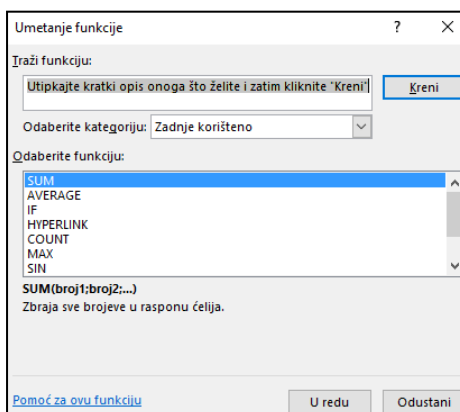 Umetanje funkcije ? ×
Traži funkciju:
Utipkajte kratki opis onoga što želite i zatim kliknite "Kreni" Kreni
Odaberite kategoriju: Zadnje korišteno
Odaberite funkciju:
SUM
AVERAGE
IF
HYPERLINK
COUNT
MAX
SIN
SUM(broj1;broj2;...)
Zbraja sve brojeve u rasponu ćelija.
Pomoć za ovu funkciju U redu Odustani